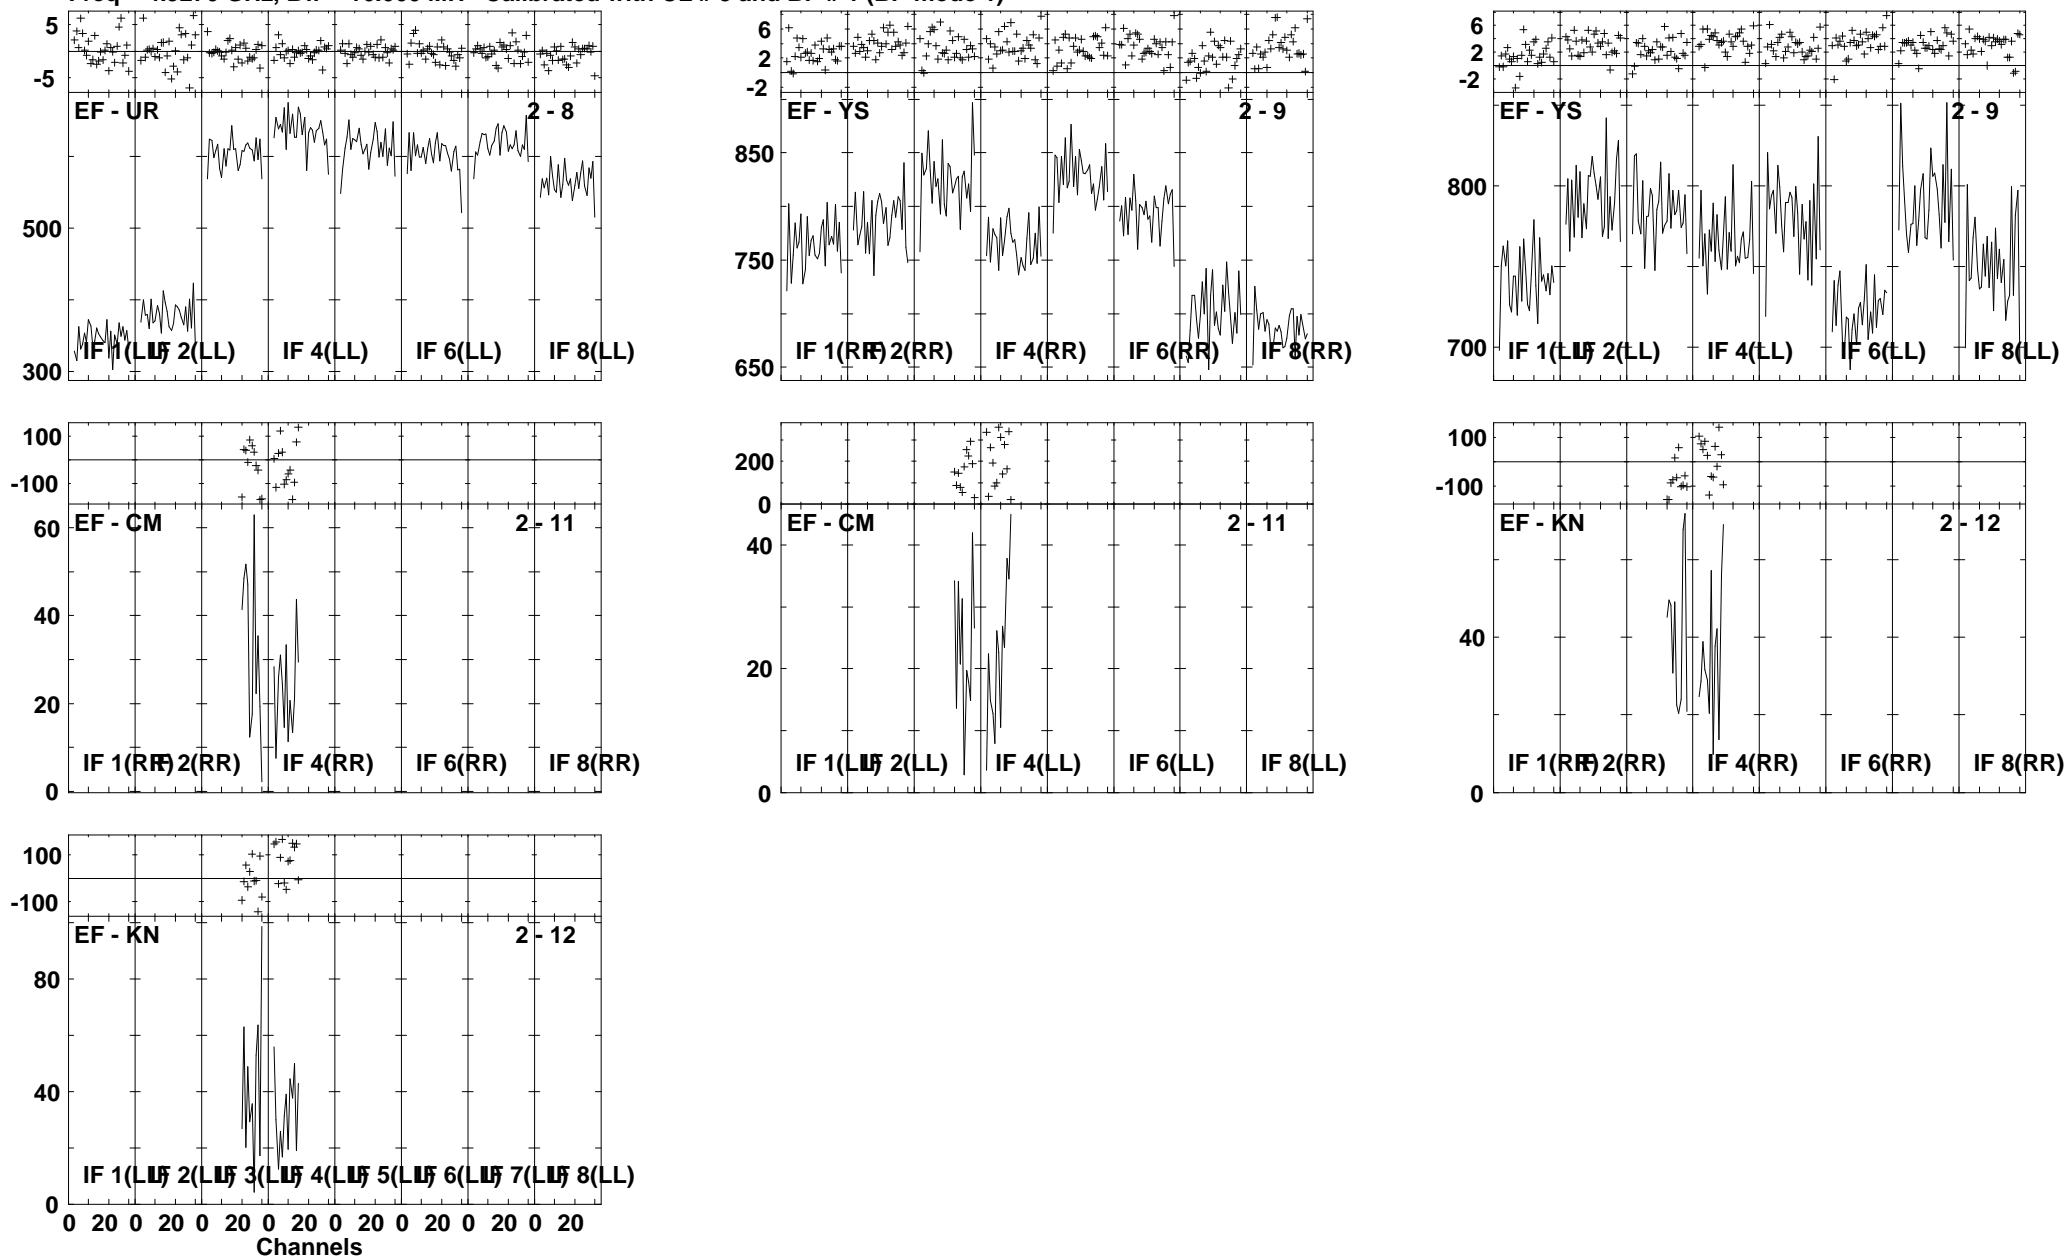 5
-5
EF - UR 2 - 8
500
300
IF 1(LL) IF 2(LL) IF 4(LL) IF 6(LL) IF 8(LL)
6
2
-2
EF - YS 2 - 9
850
750
650
IF 1(RR) IF 2(RR) IF 4(RR) IF 6(RR) IF 8(RR)
6
2
-2
EF - YS 2 - 9
800
700
IF 1(LL) IF 2(LL) IF 4(LL) IF 6(LL) IF 8(LL)
100
-100
EF - CM 2 - 11
60
40
20
0
IF 1(RR) IF 2(RR) IF 4(RR) IF 6(RR) IF 8(RR)
200
0
EF - CM 2 - 11
40
20
0
IF 1(LL) IF 2(LL) IF 4(LL) IF 6(LL) IF 8(LL)
100
-100
EF - KN 2 - 12
40
0
IF 1(RR) IF 2(RR) IF 4(RR) IF 6(RR) IF 8(RR)
100
-100
EF - KN 2 - 12
80
40
0
IF 1(LL) IF 2(LL) IF 3(LL) IF 4(LL) IF 5(LL) IF 6(LL) IF 7(LL) IF 8(LL)
0 20 0 20 0 20 0 20 0 20 0 20 0 20 0 20
Channels